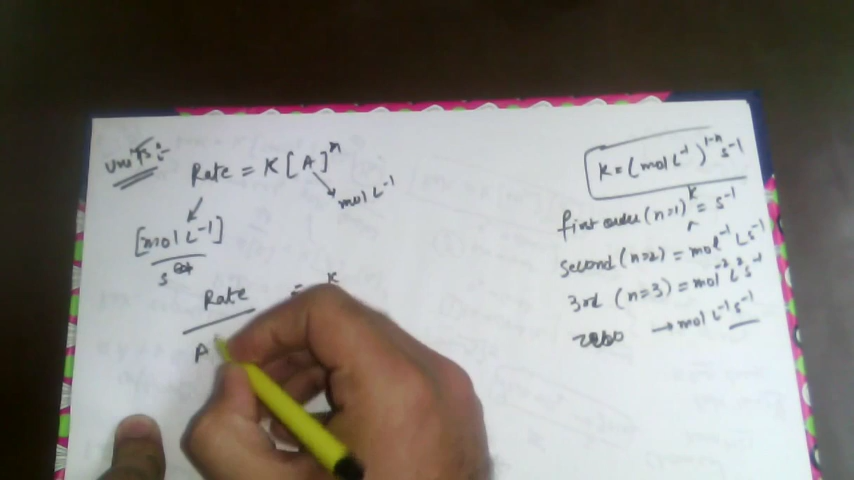 units:-
Rate = K[A]^n
mol L^-1
[mol L^-1]
s
Rate = K
A
K = (mol L^-1)^1-n s^-1
first order (n=1) K = s^-1
second (n=2) = mol^-1 L s^-1
3rd (n=3) = mol^-2 L^2 s^-1
zero → mol L^-1 s^-1